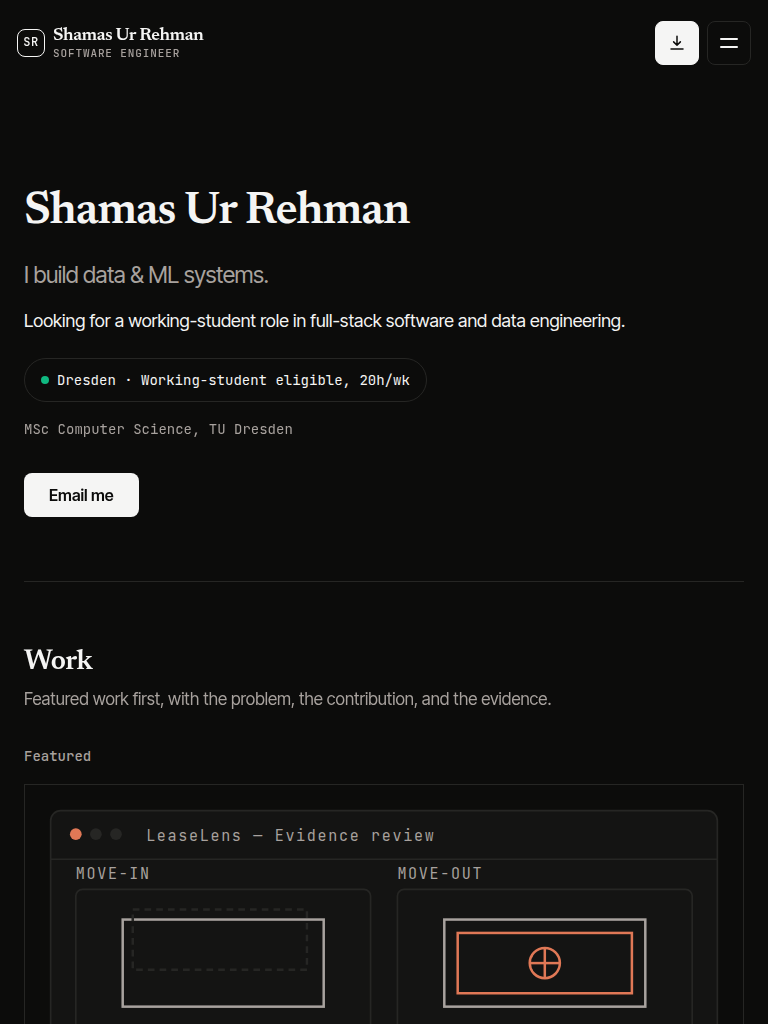 SR
Shamas Ur Rehman
SOFTWARE ENGINEER
Shamas Ur Rehman
I build data & ML systems.
Looking for a working-student role in full-stack software and data engineering.
Dresden · Working-student eligible, 20h/wk
MSc Computer Science, TU Dresden
Email me
Work
Featured work first, with the problem, the contribution, and the evidence.
Featured
LeaseLens — Evidence review
MOVE-IN
MOVE-OUT